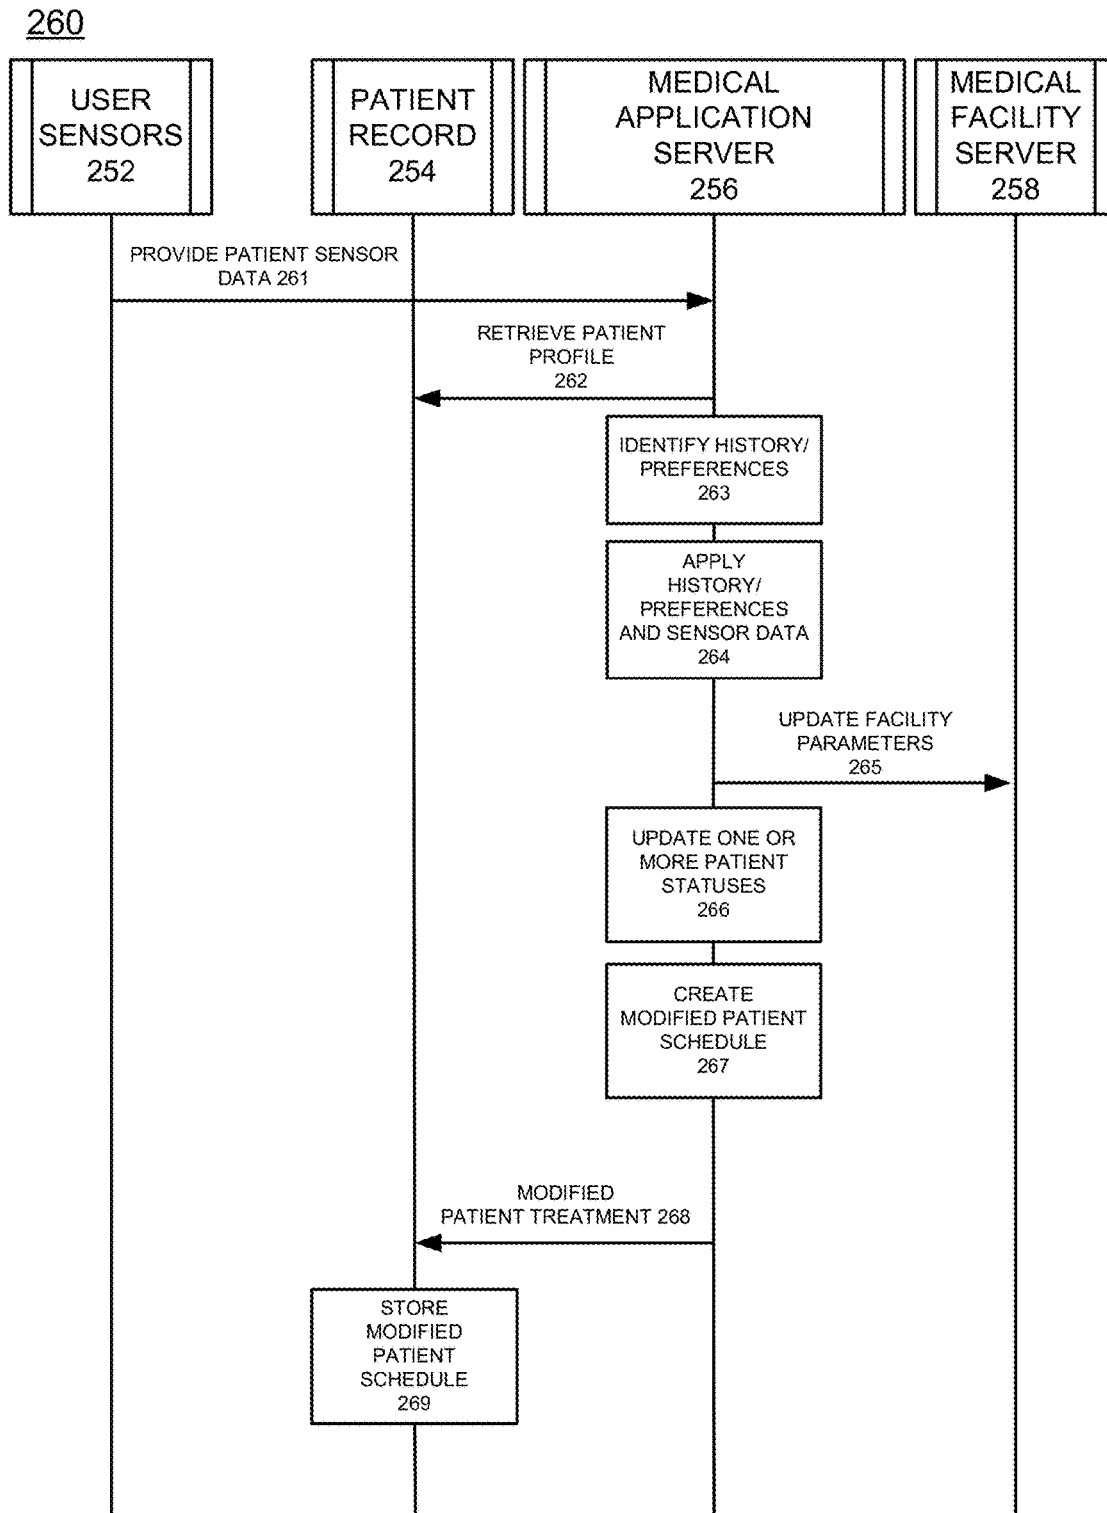 260
USER
SENSORS
252
PATIENT
RECORD
254
MEDICAL
APPLICATION
SERVER
256
MEDICAL
FACILITY
SERVER
258
PROVIDE PATIENT SENSOR
DATA 261
RETRIEVE PATIENT
PROFILE
262
IDENTIFY HISTORY/
PREFERENCES
263
APPLY
HISTORY/
PREFERENCES
AND SENSOR DATA
264
UPDATE FACILITY
PARAMETERS
265
UPDATE ONE OR
MORE PATIENT
STATUSES
266
CREATE
MODIFIED PATIENT
SCHEDULE
267
MODIFIED
PATIENT TREATMENT 268
STORE
MODIFIED
PATIENT
SCHEDULE
269